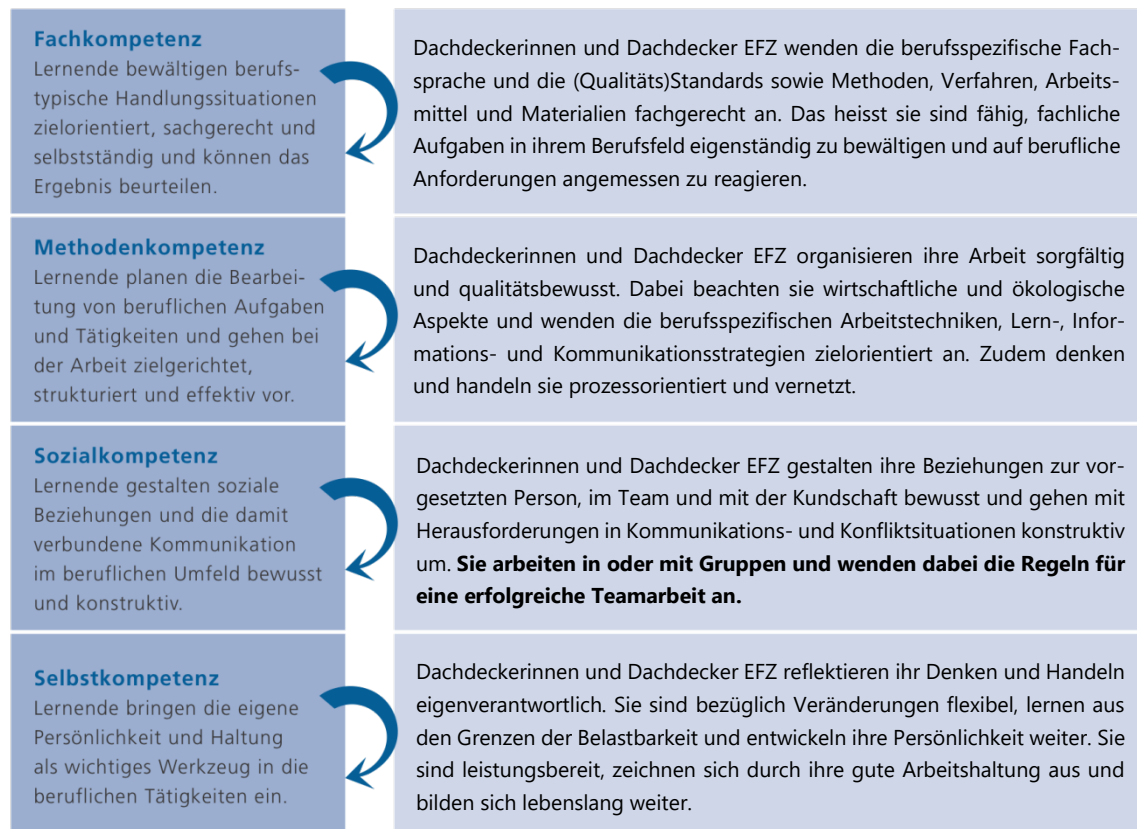 Fachkompetenz
Lernende bewältigen berufs-
typische Handlungssituationen
zielorientiert, sachgerecht und
selbstständig und können das
Ergebnis beurteilen.
Dachdeckerinnen und Dachdecker EFZ wenden die berufsspezifische Fach-
sprache und die (Qualitäts)Standards sowie Methoden, Verfahren, Arbeits-
mittel und Materialien fachgerecht an. Das heisst sie sind fähig, fachliche
Aufgaben in ihrem Berufsfeld eigenständig zu bewältigen und auf berufliche
Anforderungen angemessen zu reagieren.
Methodenkompetenz
Lernende planen die Bearbei-
tung von beruflichen Aufgaben
und Tätigkeiten und gehen bei
der Arbeit zielgerichtet,
strukturiert und effektiv vor.
Dachdeckerinnen und Dachdecker EFZ organisieren ihre Arbeit sorgfältig
und qualitätsbewusst. Dabei beachten sie wirtschaftliche und ökologische
Aspekte und wenden die berufsspezifischen Arbeitstechniken, Lern-, Infor-
mations- und Kommunikationsstrategien zielorientiert an. Zudem denken
und handeln sie prozessorientiert und vernetzt.
Sozialkompetenz
Lernende gestalten soziale
Beziehungen und die damit
verbundene Kommunikation
im beruflichen Umfeld bewusst
und konstruktiv.
Dachdeckerinnen und Dachdecker EFZ gestalten ihre Beziehungen zur vor-
gesetzten Person, im Team und mit der Kundschaft bewusst und gehen mit
Herausforderungen in Kommunikations- und Konfliktsituationen konstruktiv
um. Sie arbeiten in oder mit Gruppen und wenden dabei die Regeln für
eine erfolgreiche Teamarbeit an.
Selbstkompetenz
Lernende bringen die eigene
Persönlichkeit und Haltung
als wichtiges Werkzeug in die
beruflichen Tätigkeiten ein.
Dachdeckerinnen und Dachdecker EFZ reflektieren ihr Denken und Handeln
eigenverantwortlich. Sie sind bezüglich Veränderungen flexibel, lernen aus
den Grenzen der Belastbarkeit und entwickeln ihre Persönlichkeit weiter. Sie
sind leistungsbereit, zeichnen sich durch ihre gute Arbeitshaltung aus und
bilden sich lebenslang weiter.